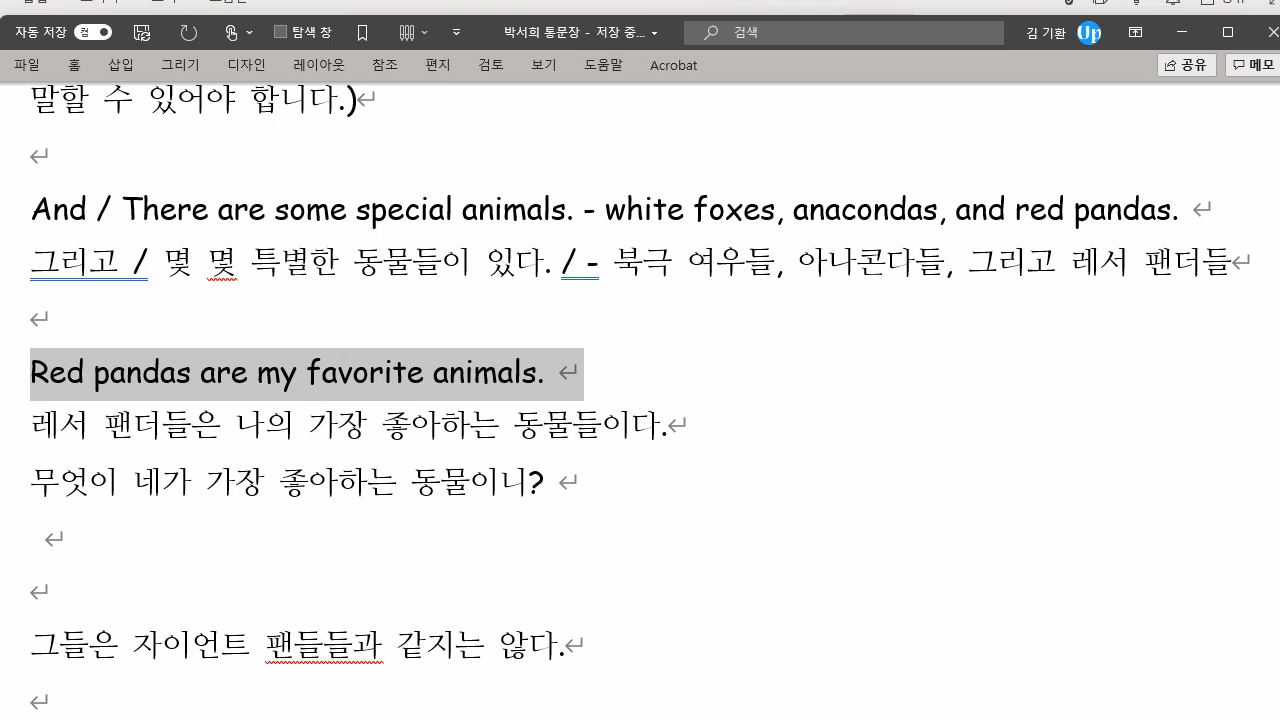 자동 저장 컴 탐색 창 박서희 통문장 - 저장 중... 검색 김 기환 Up
파일 홈 삽입 그리기 디자인 레이아웃 참조 편지 검토 보기 도움말 Acrobat 공유 메모
말할 수 있어야 합니다.)
And / There are some special animals. - white foxes, anacondas, and red pandas.
그리고 / 몇 몇 특별한 동물들이 있다. / - 북극 여우들, 아나콘다들, 그리고 레서 팬더들
Red pandas are my favorite animals.
레서 팬더들은 나의 가장 좋아하는 동물들이다.
무엇이 네가 가장 좋아하는 동물이니?
그들은 자이언트 팬들들과 같지는 않다.